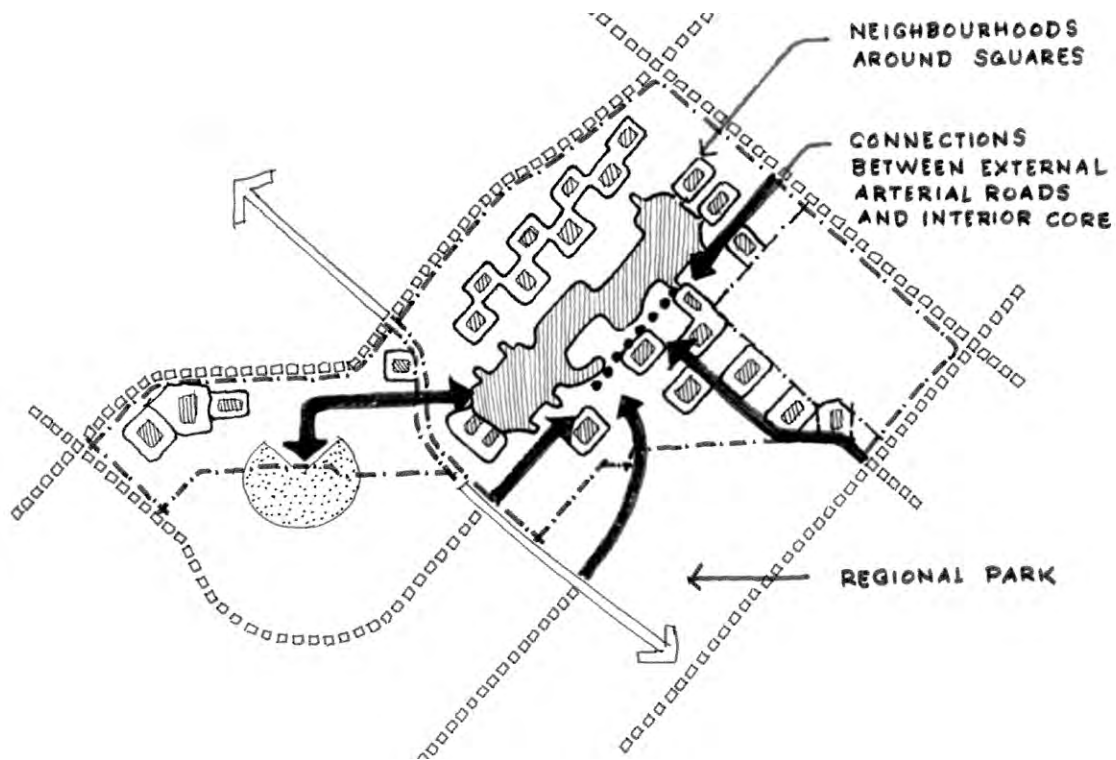 NEIGHBOURHOODS
AROUND SQUARES
CONNECTIONS
BETWEEN EXTERNAL
ARTERIAL ROADS
AND INTERIOR CORE
REGIONAL PARK